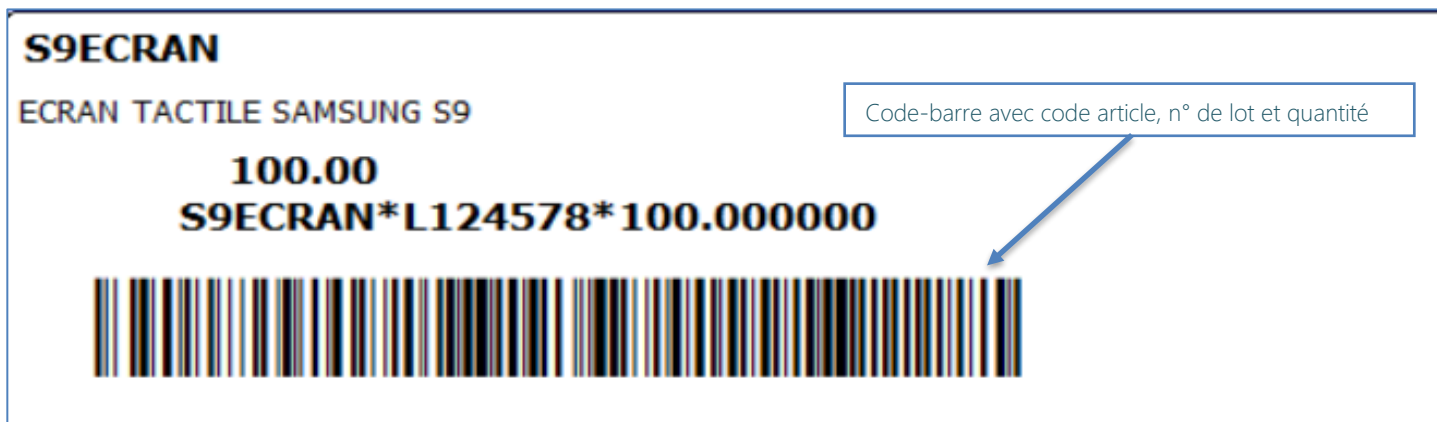 S9ECRAN
ECRAN TACTILE SAMSUNG S9
Code-barre avec code article, n° de lot et quantité
100.00
S9ECRAN*L124578*100.000000